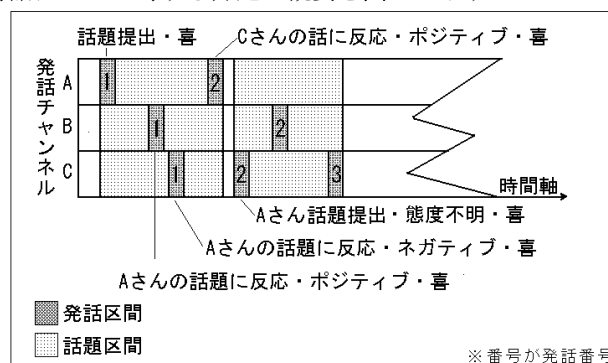 話題提出・喜
Cさんの話に反応・ポジティブ・喜
発話チャンネル
A
1
2
B
1
2
C
1
2
3
時間軸
Aさん話題提出・態度不明・喜
Aさんの話題に反応・ネガティブ・喜
Aさんの話題に反応・ポジティブ・喜
発話区間
話題区間
※番号が発話番号